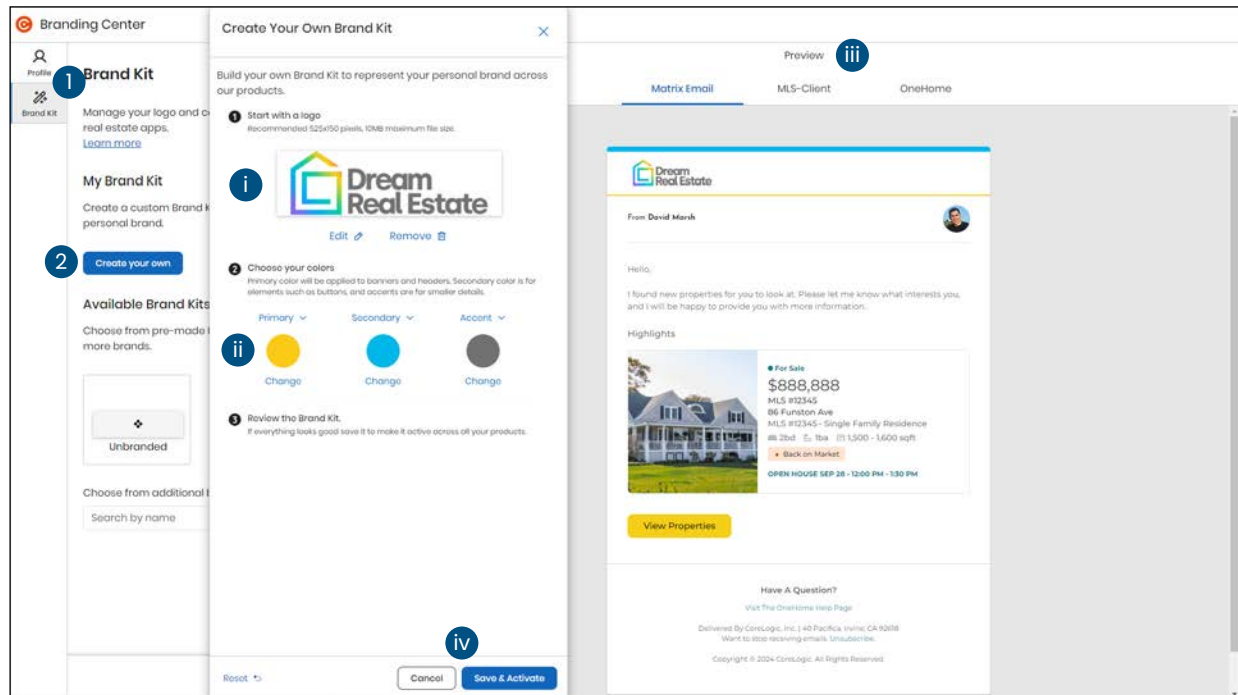 Branding Center
Profile
1
Brand Kit
Brand Kit
Manage your logo and c
real estate apps.
Learn more
My Brand Kit
Create a custom Brand K
personal brand.
2
Create your own
Available Brand Kits
Choose from pre-made
more brands.
Unbranded
Choose from additional
Search by name
Create Your Own Brand Kit
Build your own Brand Kit to represent your personal brand across
our products.
1 Start with a logo
Recommended 525x150 pixels, 10MB maximum file size.
i
Dream
Real Estate
Edit
Remove
2 Choose your colors
Primary color will be applied to banners and headers, Secondary color is for
elements such as buttons, and accents are for smaller details.
Primary Secondary Accent
ii
Change Change Change
3 Review the Brand Kit.
If everything looks good save it to make it active across all your products.
iv
Reset
Cancel
Save & Activate
Preview
iii
Matrix Email MLS-Client OneHome
Dream
Real Estate
From David Marsh
Hello,
I found new properties for you to look at. Please let me know what interests you,
and I will be happy to provide you with more information.
Highlights
For Sale
$888,888
MLS #12345
86 Funston Ave
MLS #12345 - Single Family Residence
2bd 1ba 1,500 - 1,600 sqft
Back on Market
OPEN HOUSE SEP 28 - 12:00 PM - 1:30 PM
View Properties
Have A Question?
Visit The OneHome Help Page
Delivered By CoreLogic, Inc. | 40 Pacifica, Irvine, CA 92618
Want to stop receiving emails. Unsubscribe.
Copyright © 2024 CoreLogic. All Rights Reserved